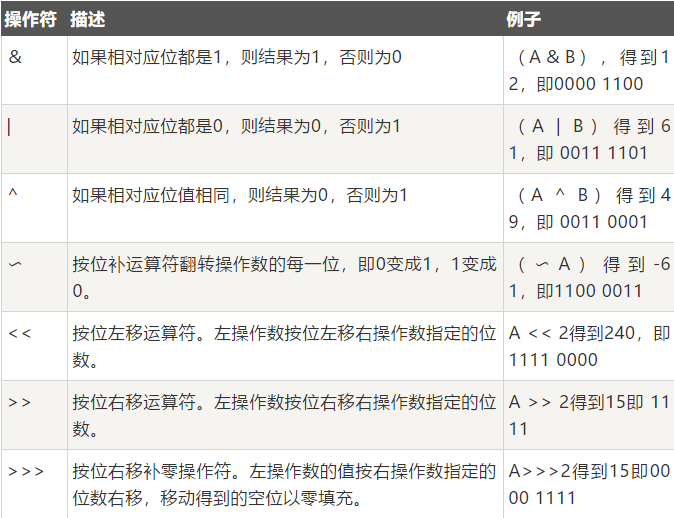 操作符 描述 例子
& 如果相对应位都是1，则结果为1，否则为0 （A & B），得到1
2，即0000 1100
| 如果相对应位都是0，则结果为0，否则为1 （A | B）得到6
1，即 0011 1101
^ 如果相对应位值相同，则结果为0，否则为1 （A ^ B）得到4
9，即 0011 0001
∽ 按位补运算符翻转操作数的每一位，即0变成1，1变成 （∽A）得到-6
0。 1，即1100 0011
<< 按位左移运算符。左操作数按位左移右操作数指定的位 A << 2得到240，即
数。 1111 0000
>> 按位右移运算符。左操作数按位右移右操作数指定的位 A >> 2得到15即 11
数。 11
>>> 按位右移补零操作符。左操作数的值按右操作数指定的 A>>>2得到15即00
位数右移，移动得到的空位以零填充。 00 1111